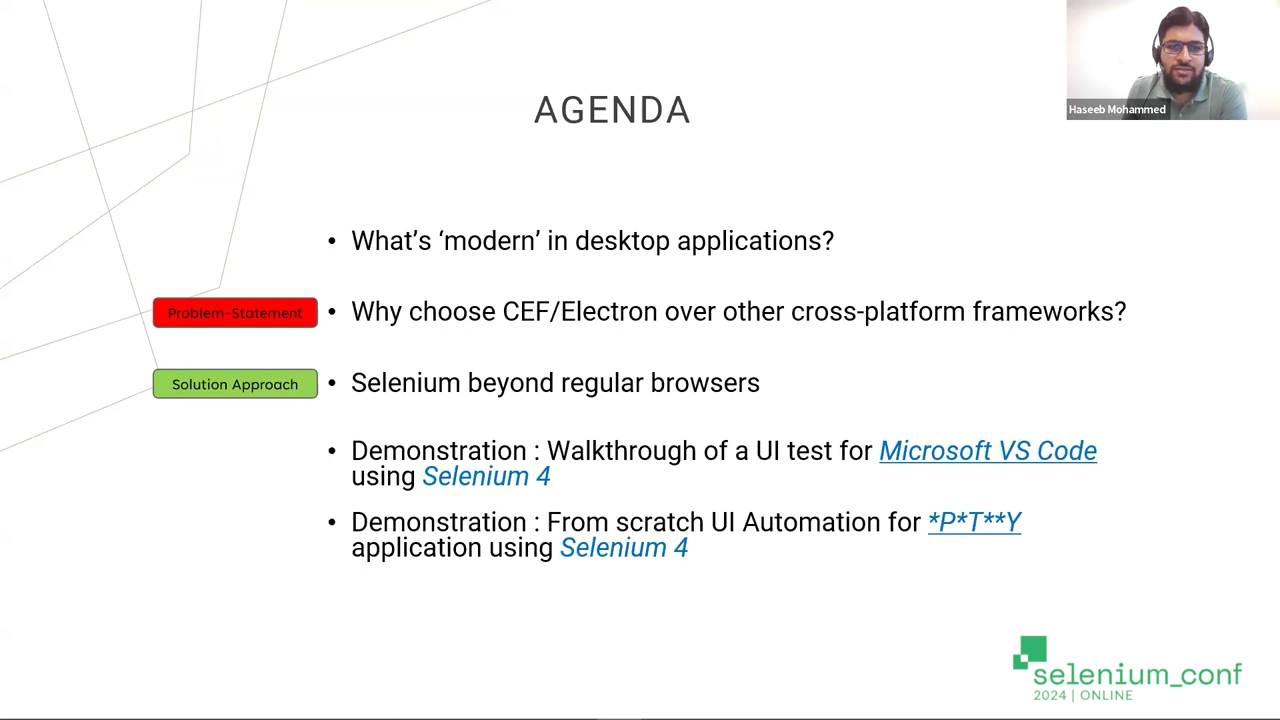 Haseeb Mohammed
AGENDA
• What's ‘modern’ in desktop applications?
Problem-Statement
• Why choose CEF/Electron over other cross-platform frameworks?
Solution Approach
• Selenium beyond regular browsers
• Demonstration : Walkthrough of a UI test for Microsoft VS Code
using Selenium 4
• Demonstration : From scratch UI Automation for *P*T**Y
application using Selenium 4
selenium_conf
2024 | ONLINE